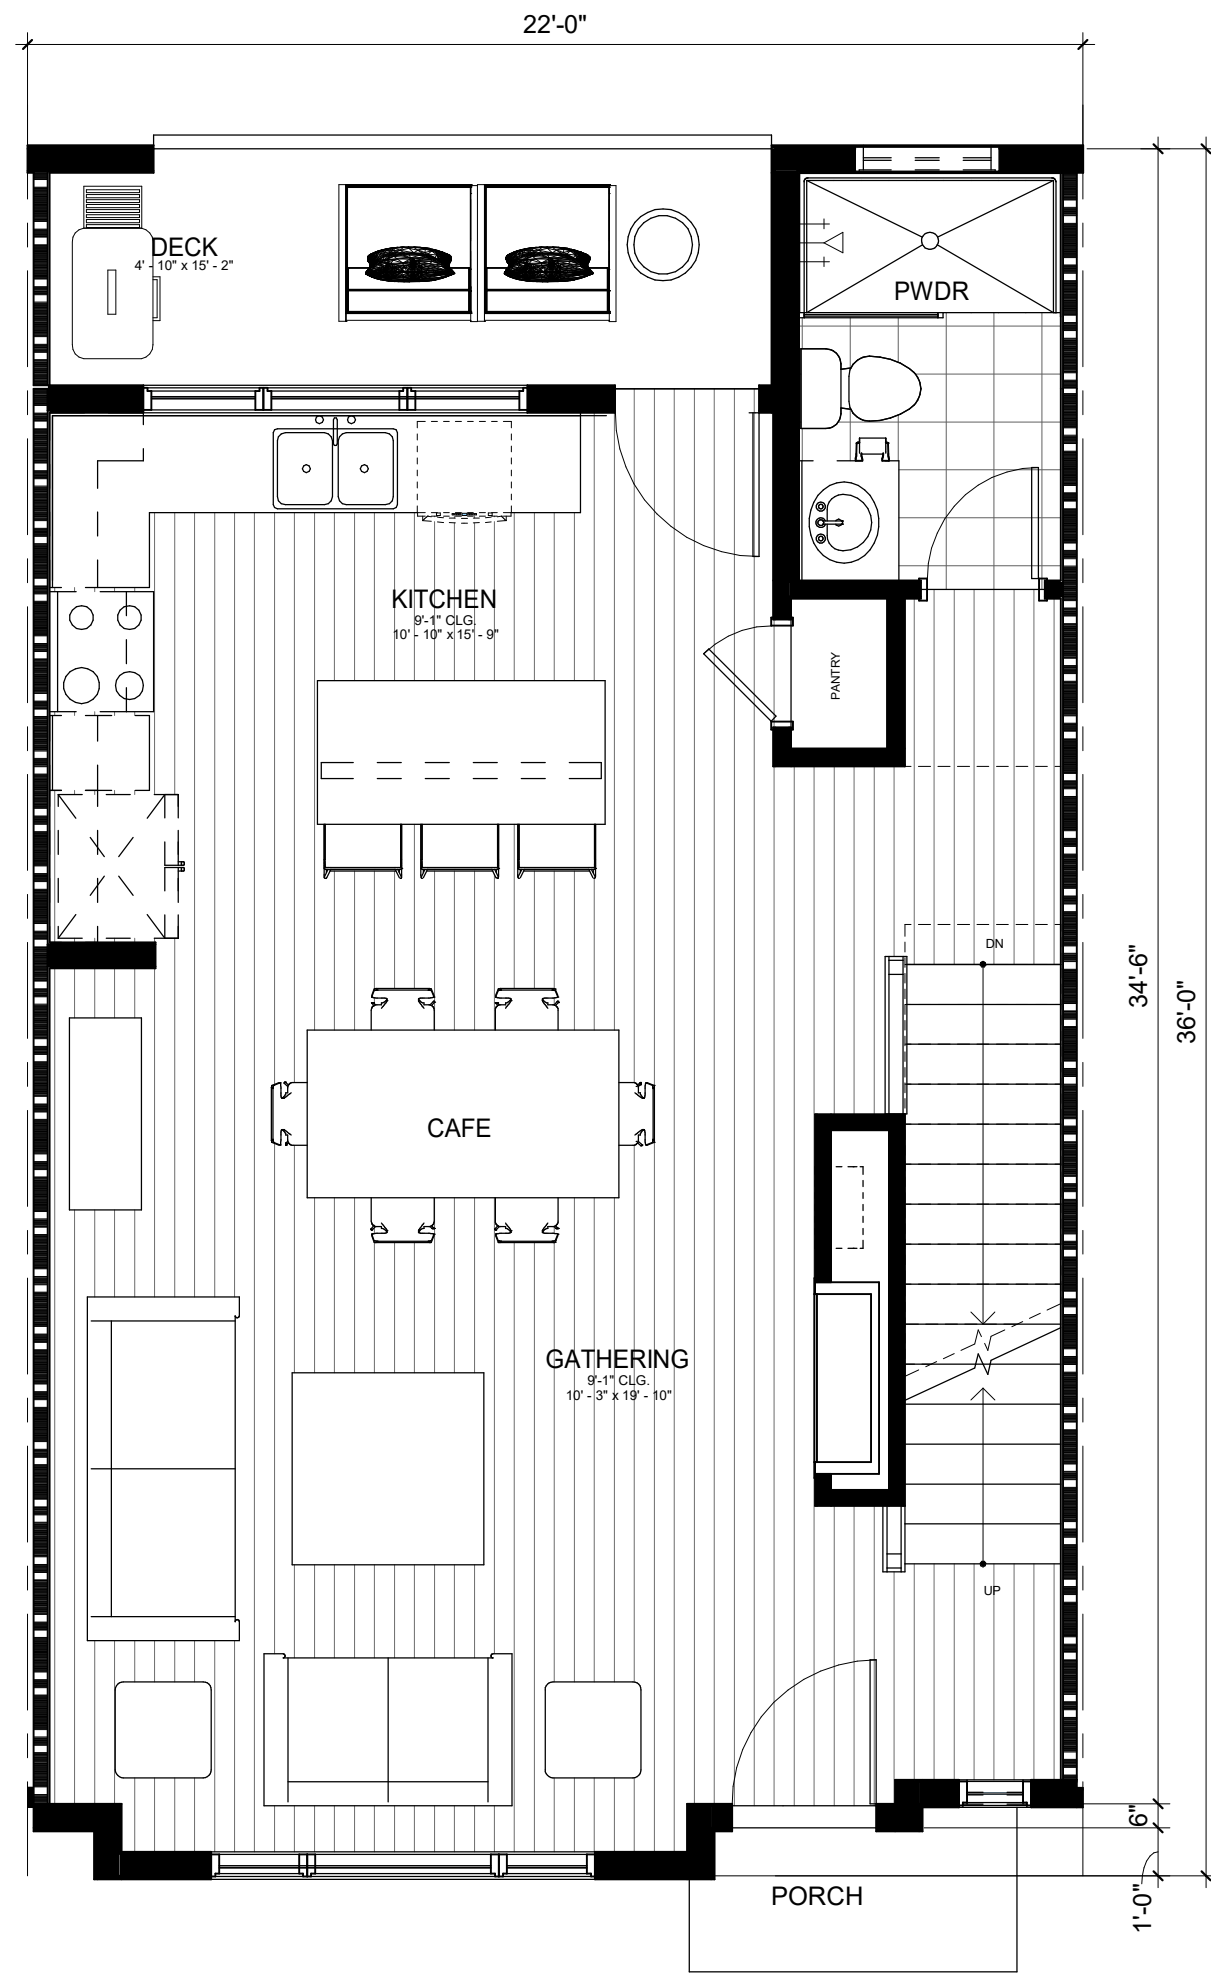 22'-0"
DECK
4' - 10" x 15' - 2"
PWDR
KITCHEN
9'-1" CLG.
10' - 10" x 15' - 9"
PANTRY
DN
34'-6"
36'-0"
CAFE
GATHERING
9'-1" CLG.
10' - 3" x 19' - 10"
UP
6"
1'-0"
PORCH